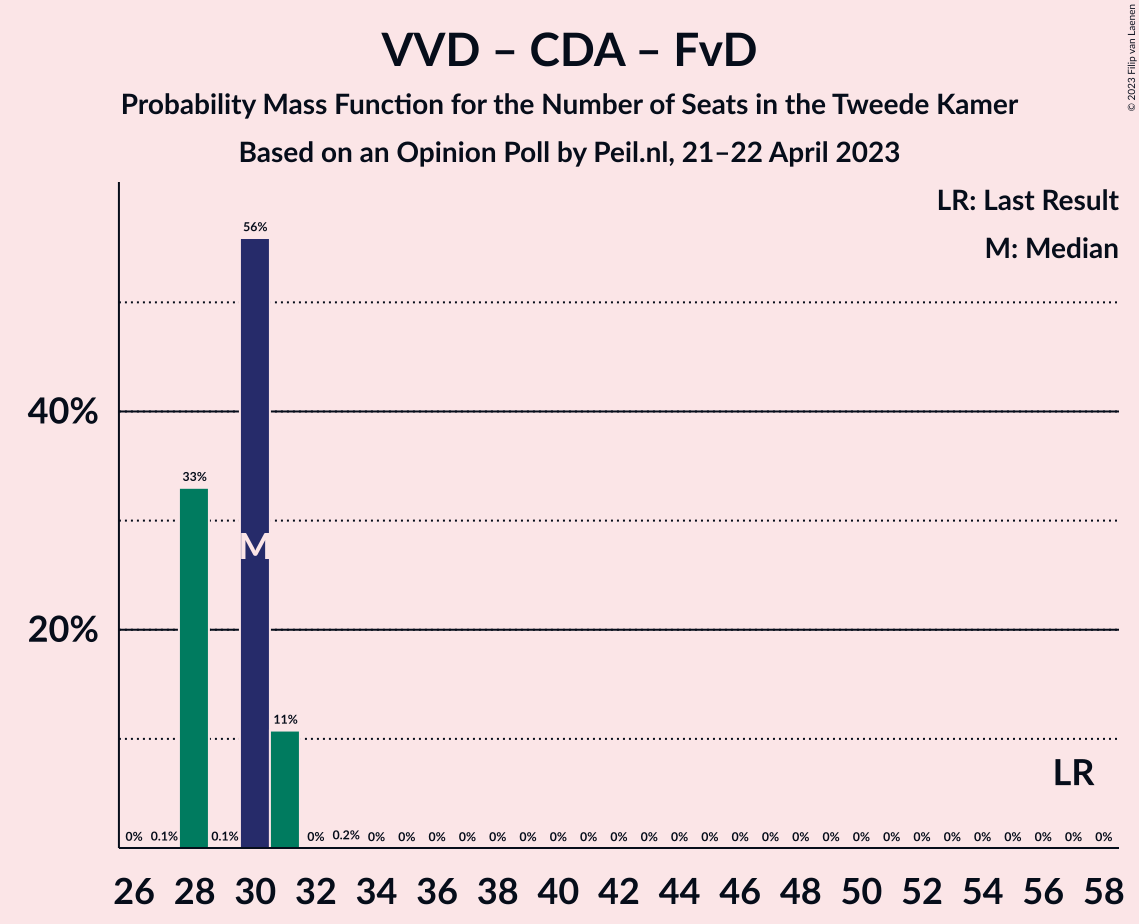 VVD – CDA – FvD
Probability Mass Function for the Number of Seats in the Tweede Kamer
Based on an Opinion Poll by Peil.nl, 21–22 April 2023
© 2023 Filip van Laenen
LR: Last Result
M: Median
56%
40%
33%
M
20%
11%
LR
0% 0.1% 0.1% 0% 0.2% 0% 0% 0% 0% 0% 0% 0% 0% 0% 0% 0% 0% 0% 0% 0% 0% 0% 0% 0% 0% 0% 0% 0% 0% 0%
26 28 30 32 34 36 38 40 42 44 46 48 50 52 54 56 58